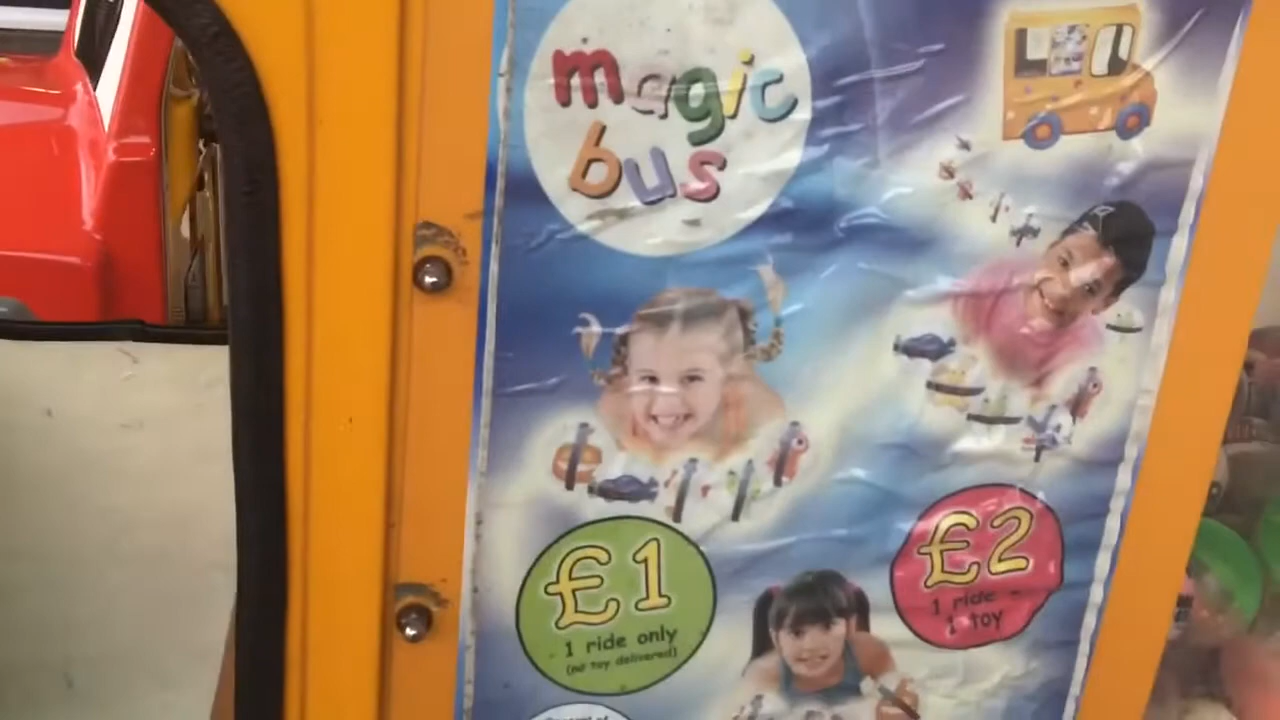 magic
bus
£1
1 ride only
(no toy delivered)
£2
1 ride -
1 toy